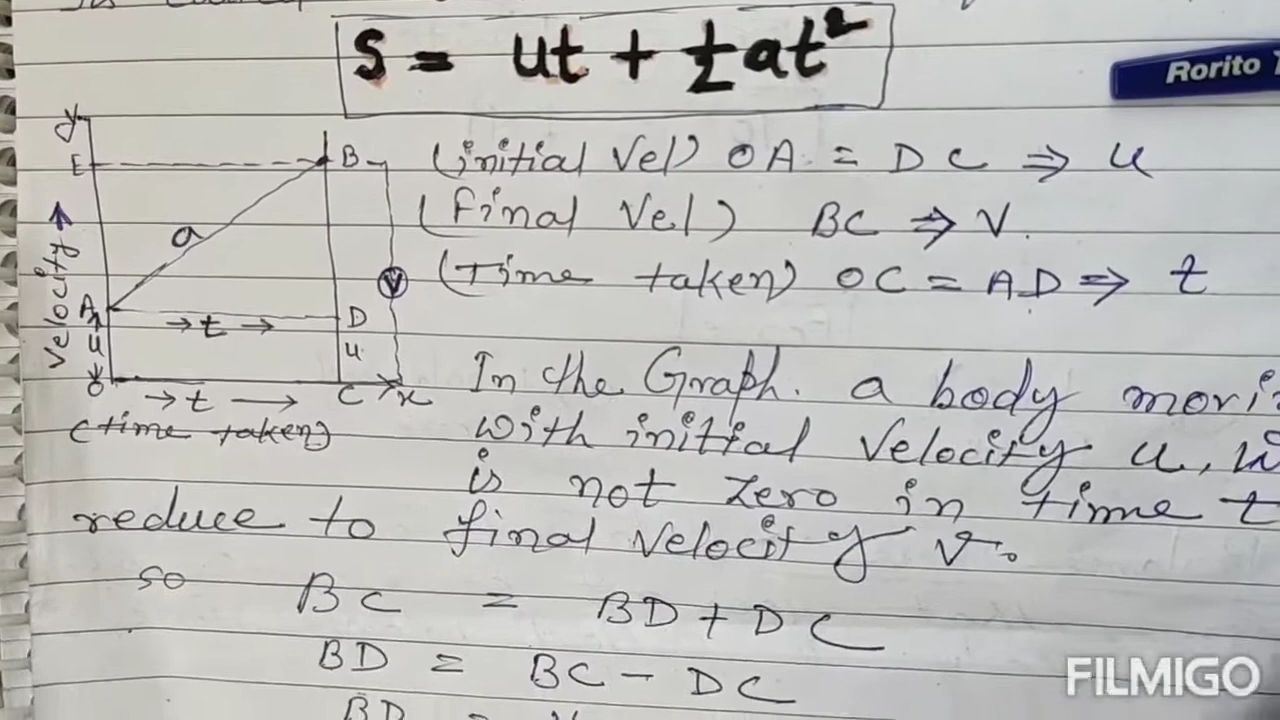 S = ut + ½at²
Rorito
y
E
B
(initial Vel) OA = DC ⇒ u
(final Vel) BC ⇒ V.
a
Velocity →
V
(Time taken) OC = AD ⇒ t
A
→ t →
D
u
u
O
→ t →
C
x
(time taken)
In the Graph. a body movi
with initial Velocity u,
is not zero in time t
reduce to final velocity v.
so BC = BD + DC
BD = BC - DC
BD =
FILMIGO